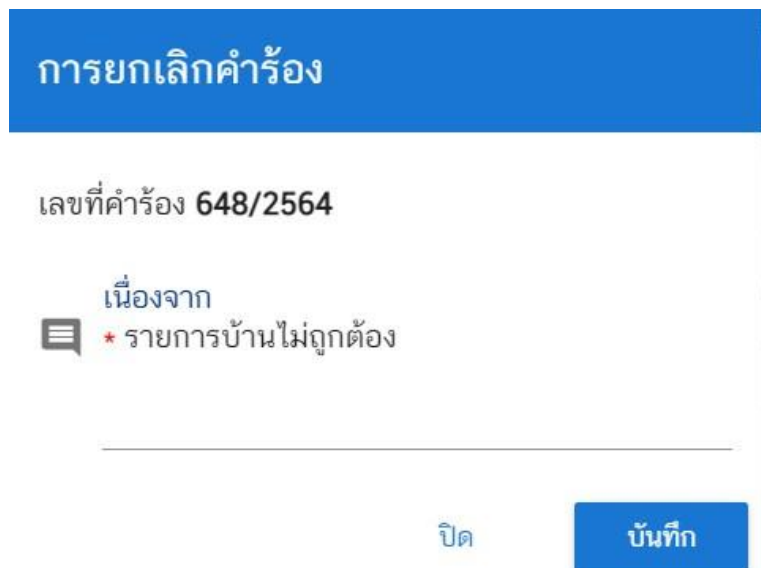 การยกเลิกคำร้อง
เลขที่คำร้อง 648/2564
เนื่องจาก
* รายการบ้านไม่ถูกต้อง
ปิด บันทึก